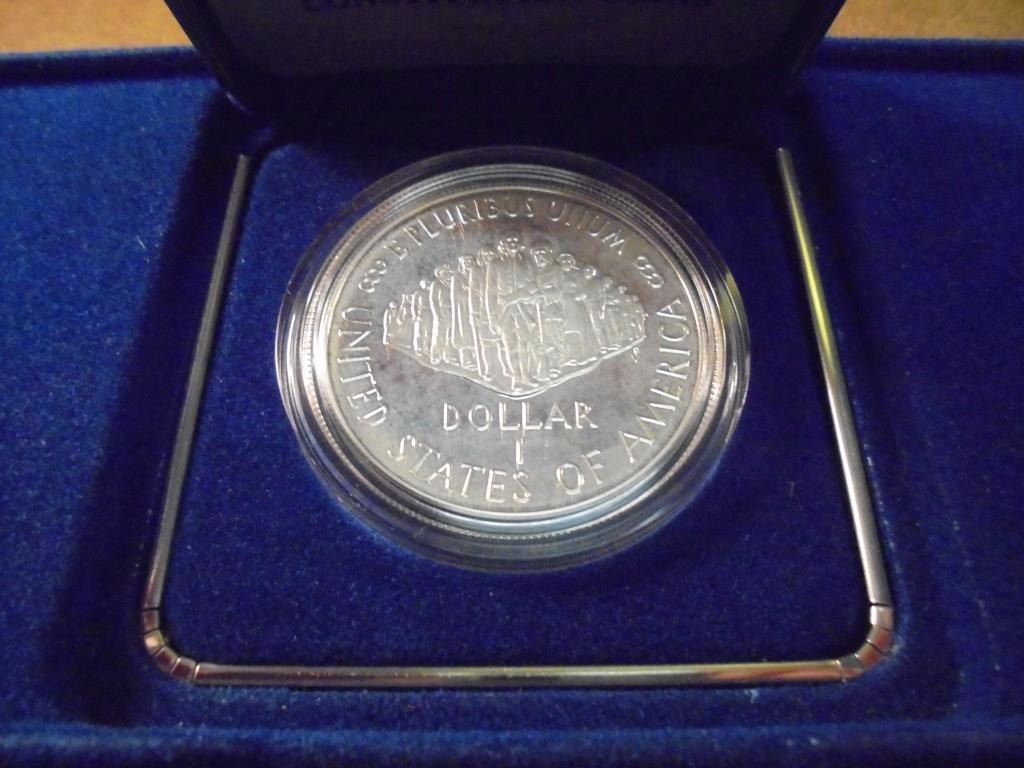 E PLURIBUS UNUM
DOLLAR
1
UNITED STATES OF AMERICA